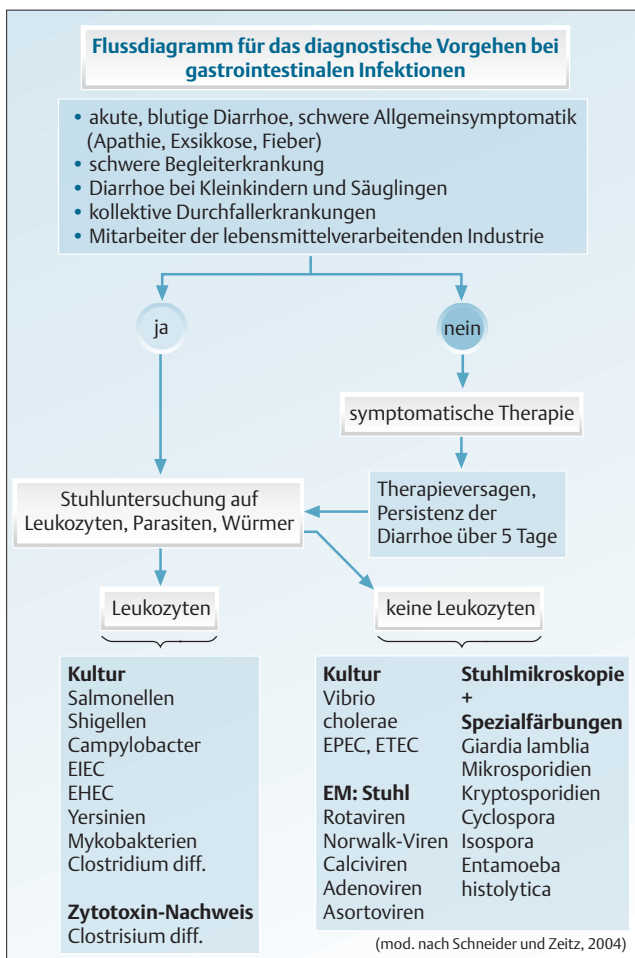 Flussdiagramm für das diagnostische Vorgehen bei
gastrointestinalen Infektionen
• akute, blutige Diarrhoe, schwere Allgemeinsymptomatik
(Apathie, Exsikkose, Fieber)
• schwere Begleiterkrankung
• Diarrhoe bei Kleinkindern und Säuglingen
• kollektive Durchfallerkrankungen
• Mitarbeiter der lebensmittelverarbeitenden Industrie
ja
nein
symptomatische Therapie
Therapieversagen,
Persistenz der
Diarrhoe über 5 Tage
Stuhluntersuchung auf
Leukozyten, Parasiten, Würmer
Leukozyten
keine Leukozyten
Kultur
Salmonellen
Shigellen
Campylobacter
EIEC
EHEC
Yersinien
Mykobakterien
Clostridium diff.
Zytotoxin-Nachweis
Clostrisium diff.
Kultur
Vibrio
cholerae
EPEC, ETEC
EM: Stuhl
Rotaviren
Norwalk-Viren
Calciviren
Adenoviren
Asortoviren
Stuhlmikroskopie
+
Spezialfärbungen
Giardia lamblia
Mikrosporidien
Kryptosporidien
Cyclospora
Isospora
Entamoeba
histolytica
(mod. nach Schneider und Zeitz, 2004)